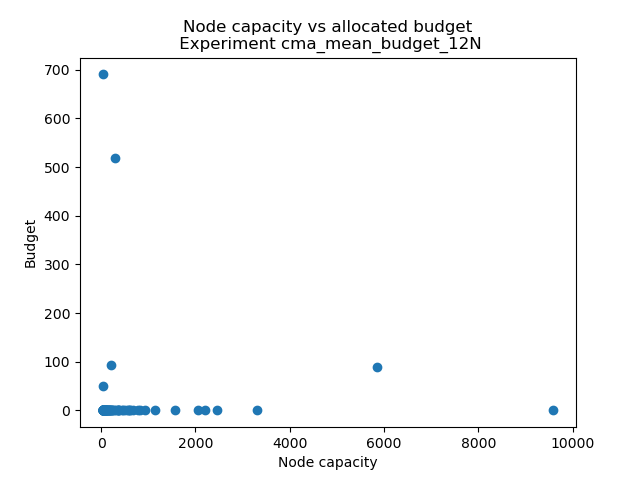 Node capacity vs allocated budget
Experiment cma_mean_budget_12N
700
600
500
400
300
200
100
0
Budget
0 2000 4000 6000 8000 10000
Node capacity